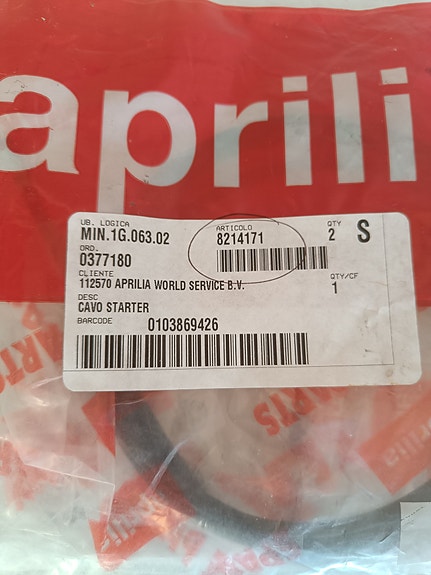 aprili
UB. LOGICA
MIN.1G.063.02
ARTICOLO
8214171
QTY
2
S
ORD.
0377180
CLIENTE
112570 APRILIA WORLD SERVICE B.V.
QTY/CF
1
DESC
CAVO STARTER
BARCODE
0103869426
PARTS